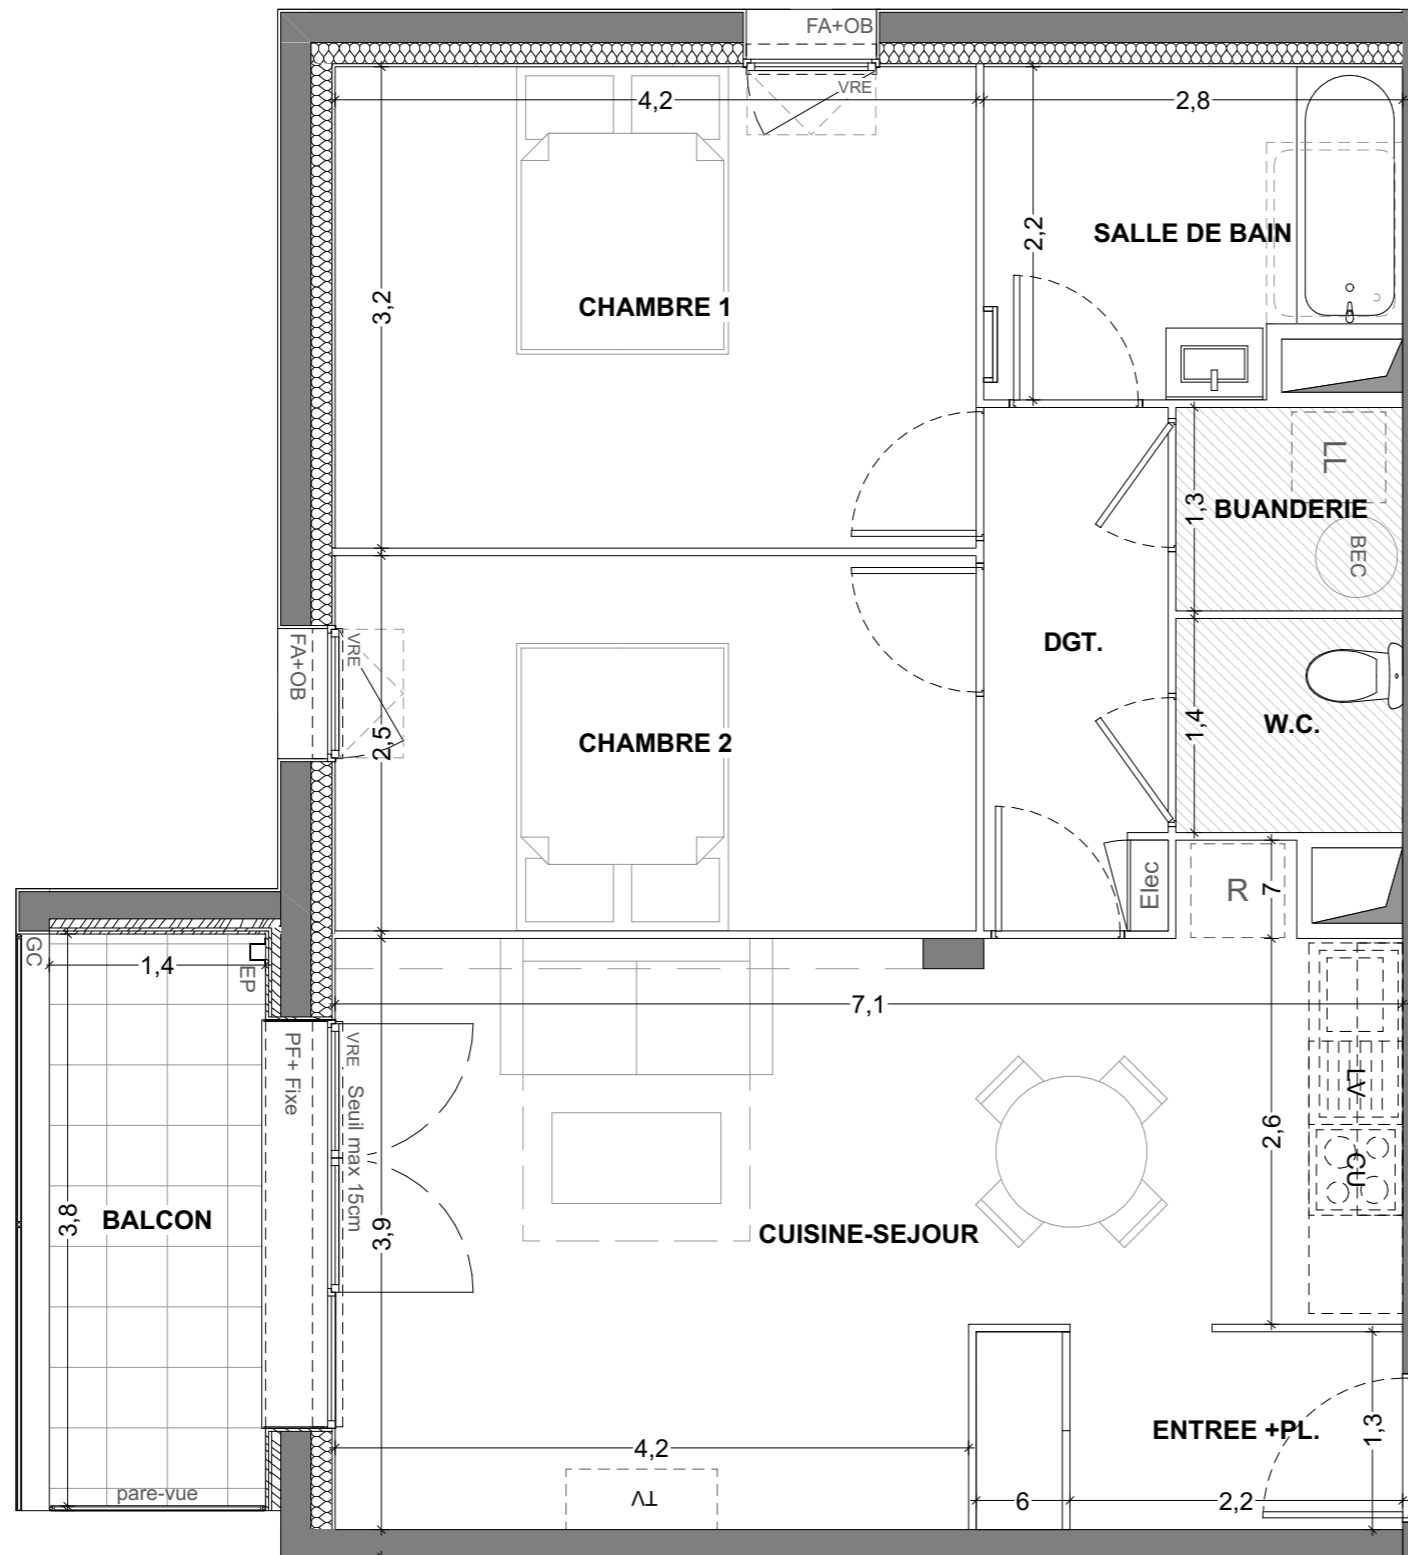 FA+OB
VRE
4,2
2,8
2,2
SALLE DE BAIN
3,2
CHAMBRE 1
LL
1,3
BUANDERIE
BEC
FA+OB
VRE
DGT.
2,5
CHAMBRE 2
1,4
W.C.
Elec
R
7
GC
1,4
EP
7,1
PF+ Fixe
VRE
Seuil max 15cm
LV
2,6
CU
3,8
BALCON
3,9
CUISINE-SEJOUR
ENTREE +PL.
1,3
4,2
pare-vue
TV
6
2,2